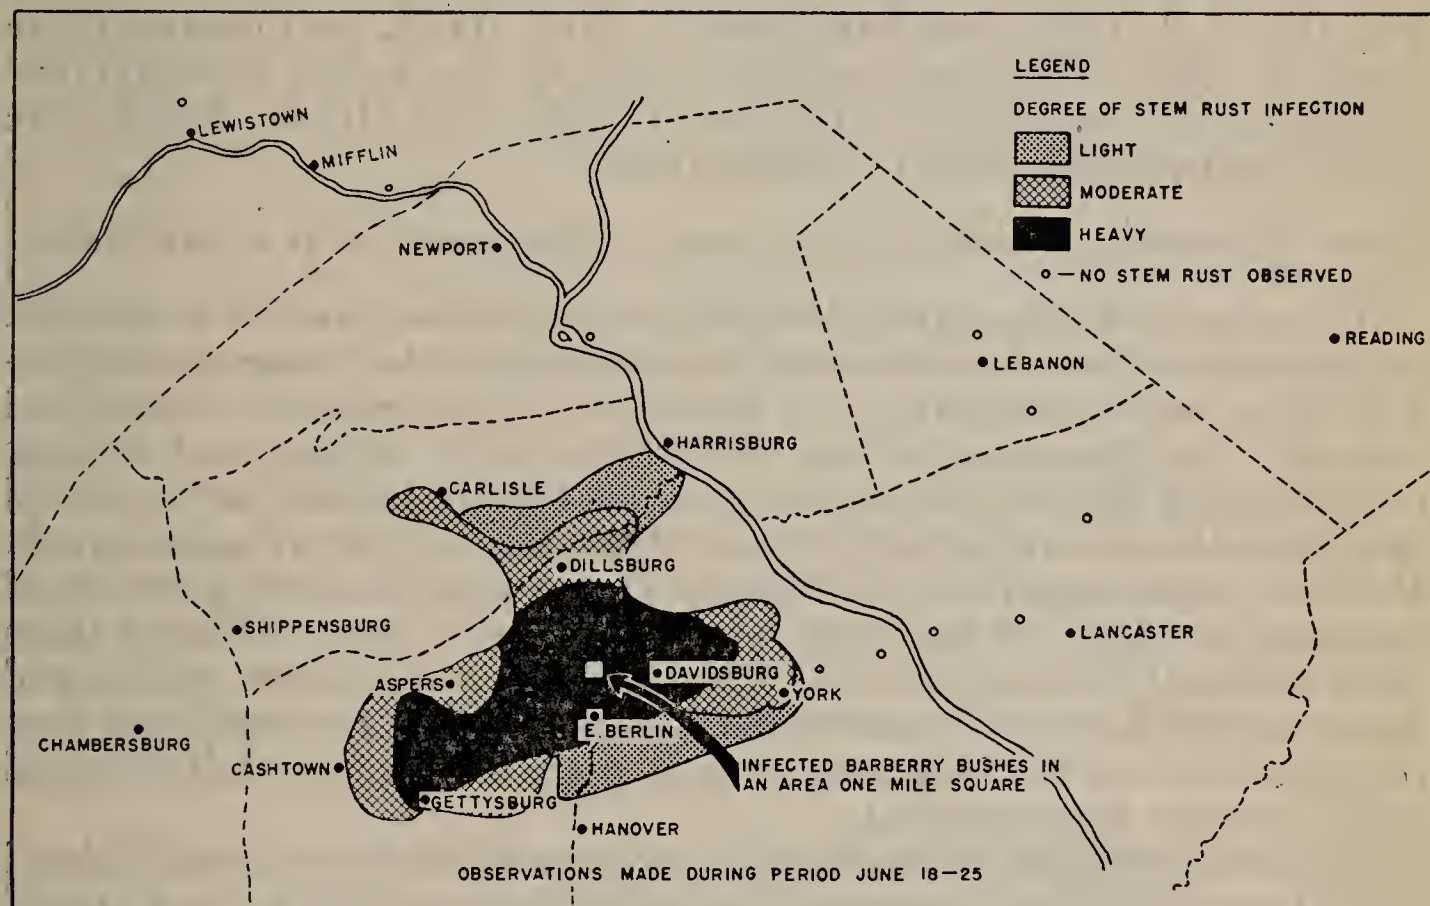 LEGEND
DEGREE OF STEM RUST INFECTION
LIGHT
MODERATE
HEAVY
o — NO STEM RUST OBSERVED
LEWISTOWN
MIFFLIN
NEWPORT
READING
LEBANON
HARRISBURG
CARLISLE
DILLSBURG
SHIPPENSBURG
LANCASTER
DAVIDSBURG
ASPERS
YORK
E. BERLIN
CHAMBERSBURG
CASHTOWN
INFECTED BARBERRY BUSHES IN
AN AREA ONE MILE SQUARE
GETTYSBURG
HANOVER
OBSERVATIONS MADE DURING PERIOD JUNE 18—25